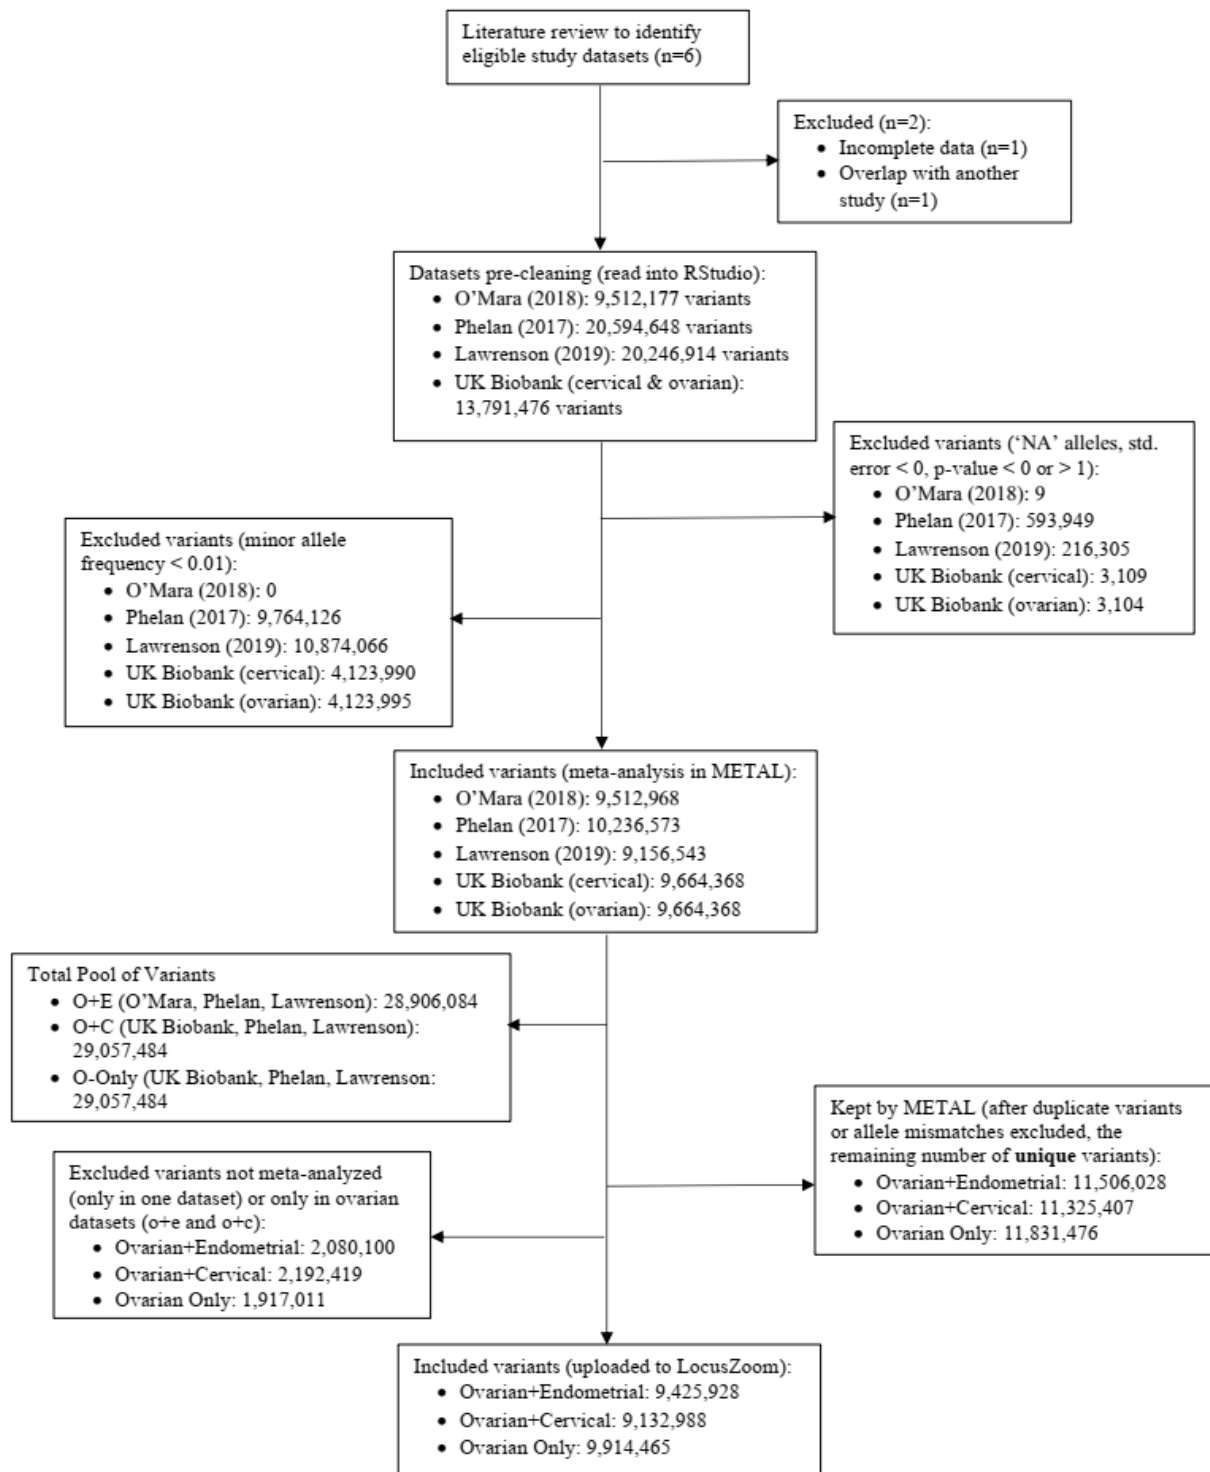 Literature review to identify
eligible study datasets (n=6)
Excluded (n=2):
• Incomplete data (n=1)
• Overlap with another
study (n=1)
Datasets pre-cleaning (read into RStudio):
• O’Mara (2018): 9,512,177 variants
• Phelan (2017): 20,594,648 variants
• Lawrenson (2019): 20,246,914 variants
• UK Biobank (cervical & ovarian):
13,791,476 variants
Excluded variants (‘NA’ alleles, std.
error < 0, p-value < 0 or > 1):
• O’Mara (2018): 9
• Phelan (2017): 593,949
• Lawrenson (2019): 216,305
• UK Biobank (cervical): 3,109
• UK Biobank (ovarian): 3,104
Excluded variants (minor allele
frequency < 0.01):
• O’Mara (2018): 0
• Phelan (2017): 9,764,126
• Lawrenson (2019): 10,874,066
• UK Biobank (cervical): 4,123,990
• UK Biobank (ovarian): 4,123,995
Included variants (meta-analysis in METAL):
• O’Mara (2018): 9,512,968
• Phelan (2017): 10,236,573
• Lawrenson (2019): 9,156,543
• UK Biobank (cervical): 9,664,368
• UK Biobank (ovarian): 9,664,368
Total Pool of Variants
• O+E (O’Mara, Phelan, Lawrenson): 28,906,084
• O+C (UK Biobank, Phelan, Lawrenson):
29,057,484
• O-Only (UK Biobank, Phelan, Lawrenson:
29,057,484
Kept by METAL (after duplicate variants
or allele mismatches excluded, the
remaining number of unique variants):
• Ovarian+Endometrial: 11,506,028
• Ovarian+Cervical: 11,325,407
• Ovarian Only: 11,831,476
Excluded variants not meta-analyzed
(only in one dataset) or only in ovarian
datasets (o+e and o+c):
• Ovarian+Endometrial: 2,080,100
• Ovarian+Cervical: 2,192,419
• Ovarian Only: 1,917,011
Included variants (uploaded to LocusZoom):
• Ovarian+Endometrial: 9,425,928
• Ovarian+Cervical: 9,132,988
• Ovarian Only: 9,914,465